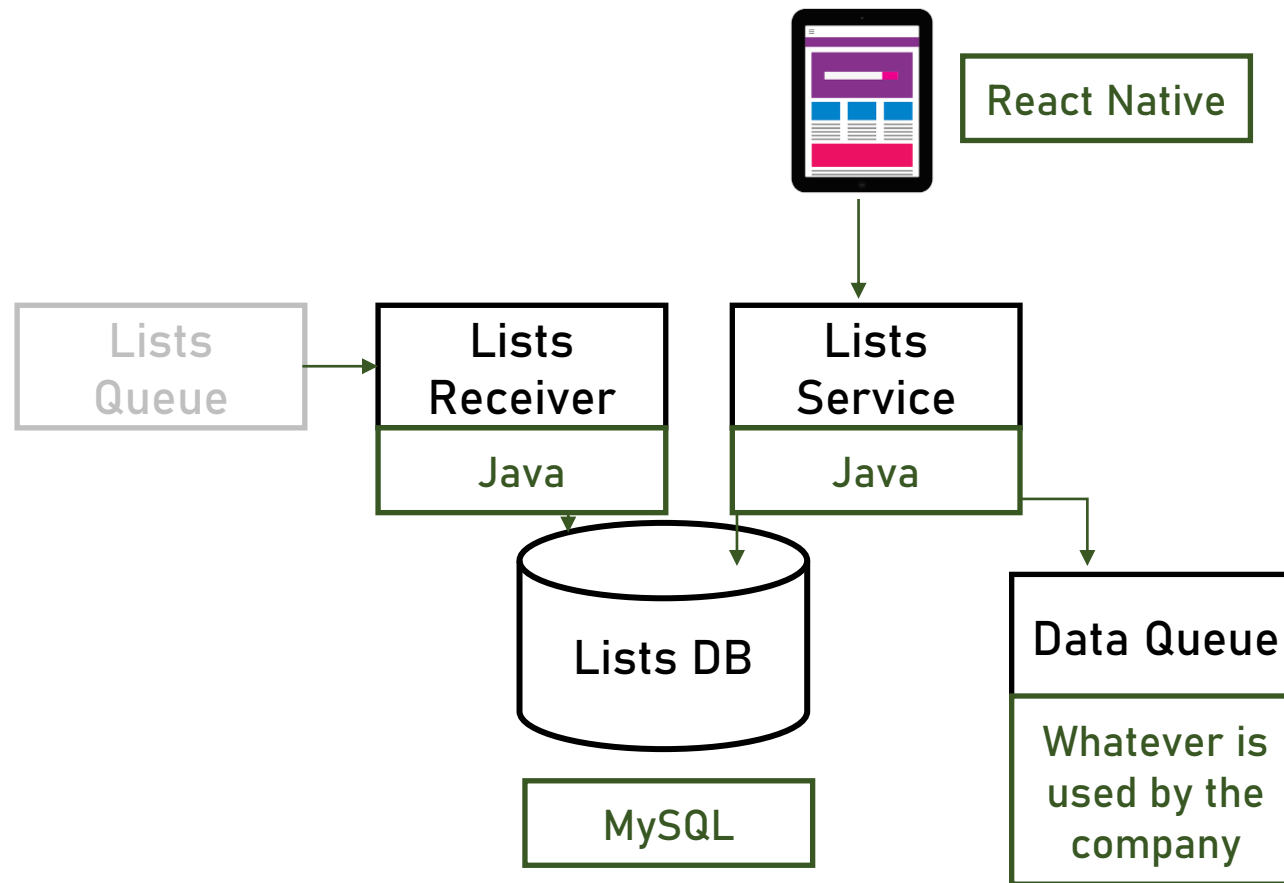 React Native
Lists
Queue
Lists
Receiver
Java
Lists
Service
Java
Lists DB
MySQL
Data Queue
Whatever is
used by the
company